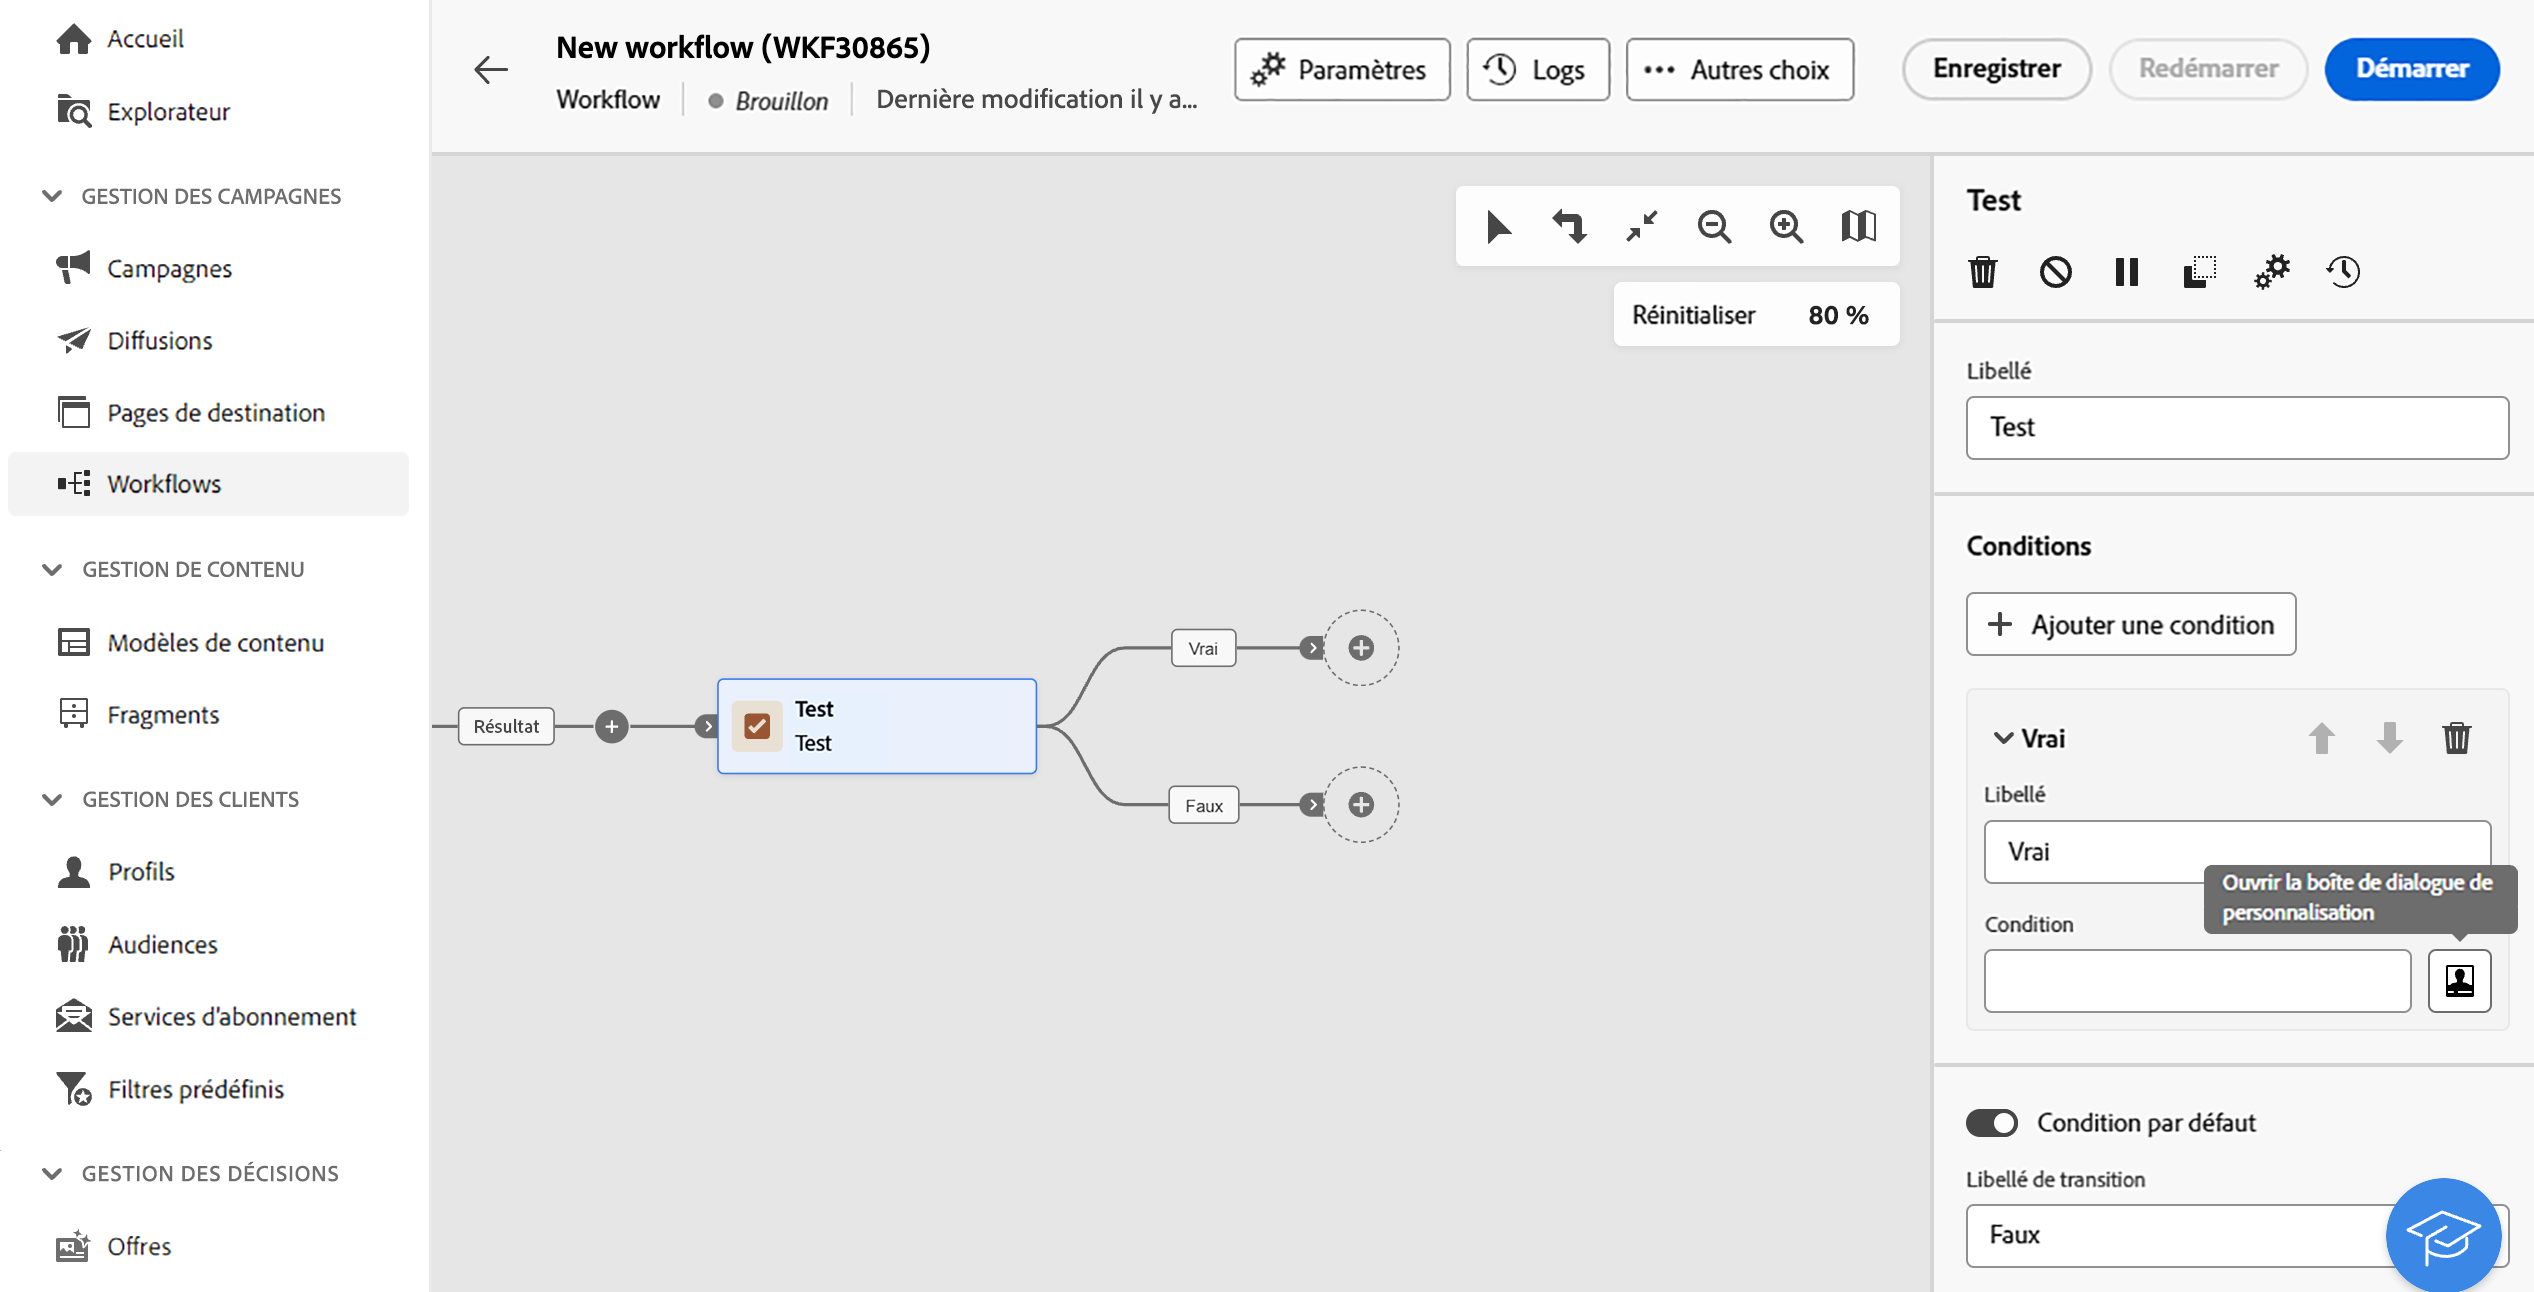 Accueil
Explorateur
GESTION DES CAMPAGNES
Campagnes
Diffusions
Pages de destination
Workflows
GESTION DE CONTENU
Modèles de contenu
Fragments
GESTION DES CLIENTS
Profils
Audiences
Services d'abonnement
Filtres prédéfinis
GESTION DES DÉCISIONS
Offres
New workflow (WKF30865)
Workflow
Brouillon
Dernière modification il y a...
Paramètres
Logs
Autres choix
Enregistrer
Redémarrer
Démarrer
Réinitialiser 80 %
Résultat
Test
Test
Vrai
Faux
Test
Libellé
Test
Conditions
Ajouter une condition
Vrai
Libellé
Vrai
Ouvrir la boîte de dialogue de
personnalisation
Condition
Condition par défaut
Libellé de transition
Faux